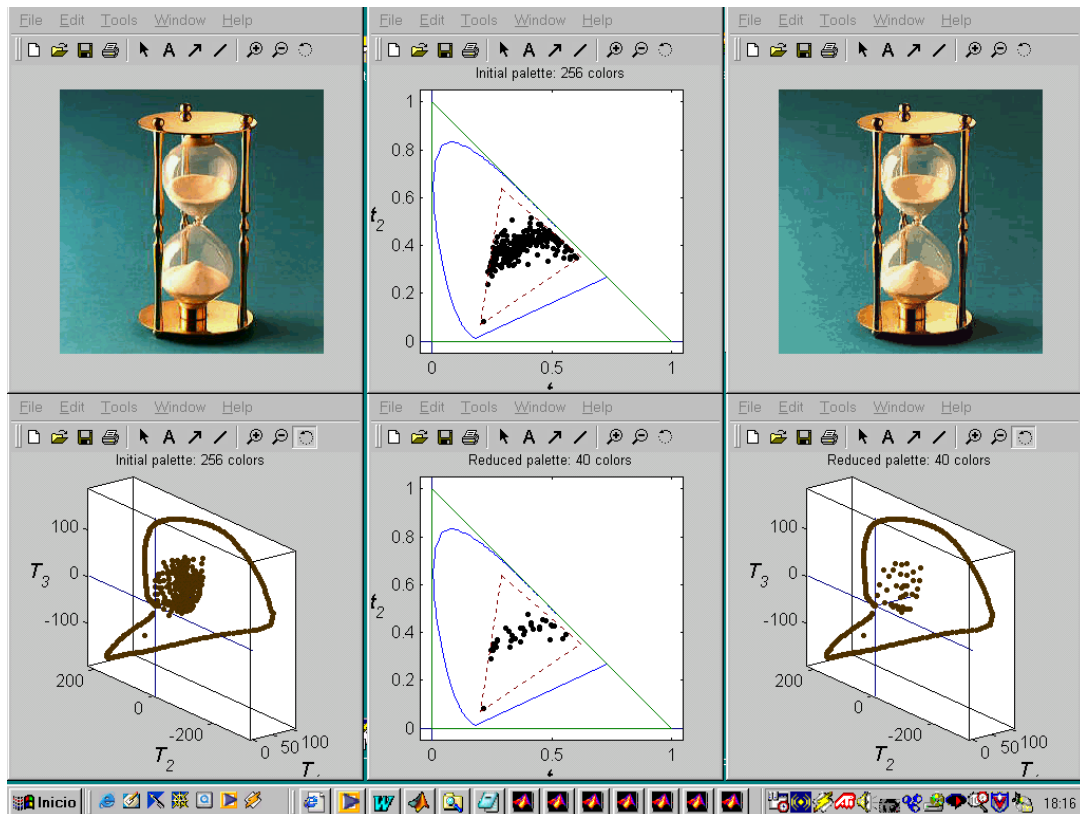 File Edit Tools Window Help
File Edit Tools Window Help
File Edit Tools Window Help
A
A
A
Initial palette: 256 colors
1
0.8
0.6
t2
0.4
0.2
0
0 0.5 1
File Edit Tools Window Help
File Edit Tools Window Help
File Edit Tools Window Help
A
A
A
Initial palette: 256 colors
100
T3
0
-100
200
0
-200
T2
0 50 100
Reduced palette: 40 colors
1
0.8
0.6
t2
0.4
0.2
0
0 0.5 1
Reduced palette: 40 colors
100
T3
0
-100
200
0
-200
T2
0 50 100
Inicio
W
18:16